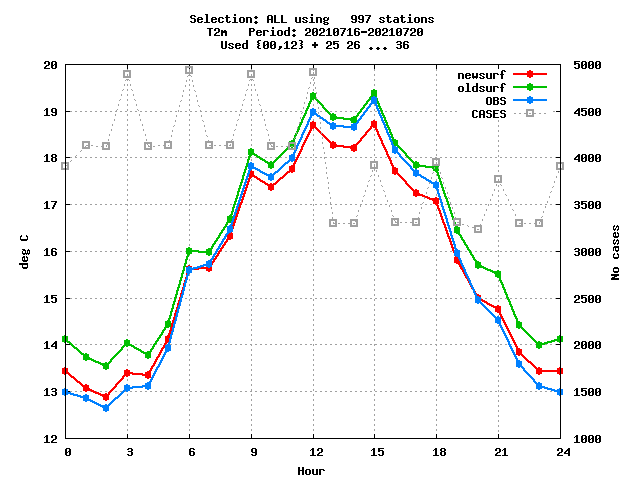 Selection: ALL using   997 stations
T2m   Period: 20210716-20210720
Used {00,12} + 25 26 ... 36
newsurf
oldsurf
OBS
CASES
20
19
18
17
16
15
14
13
12
deg C
5000
4500
4000
3500
3000
2500
2000
1500
1000
No cases
0 3 6 9 12 15 18 21 24
Hour